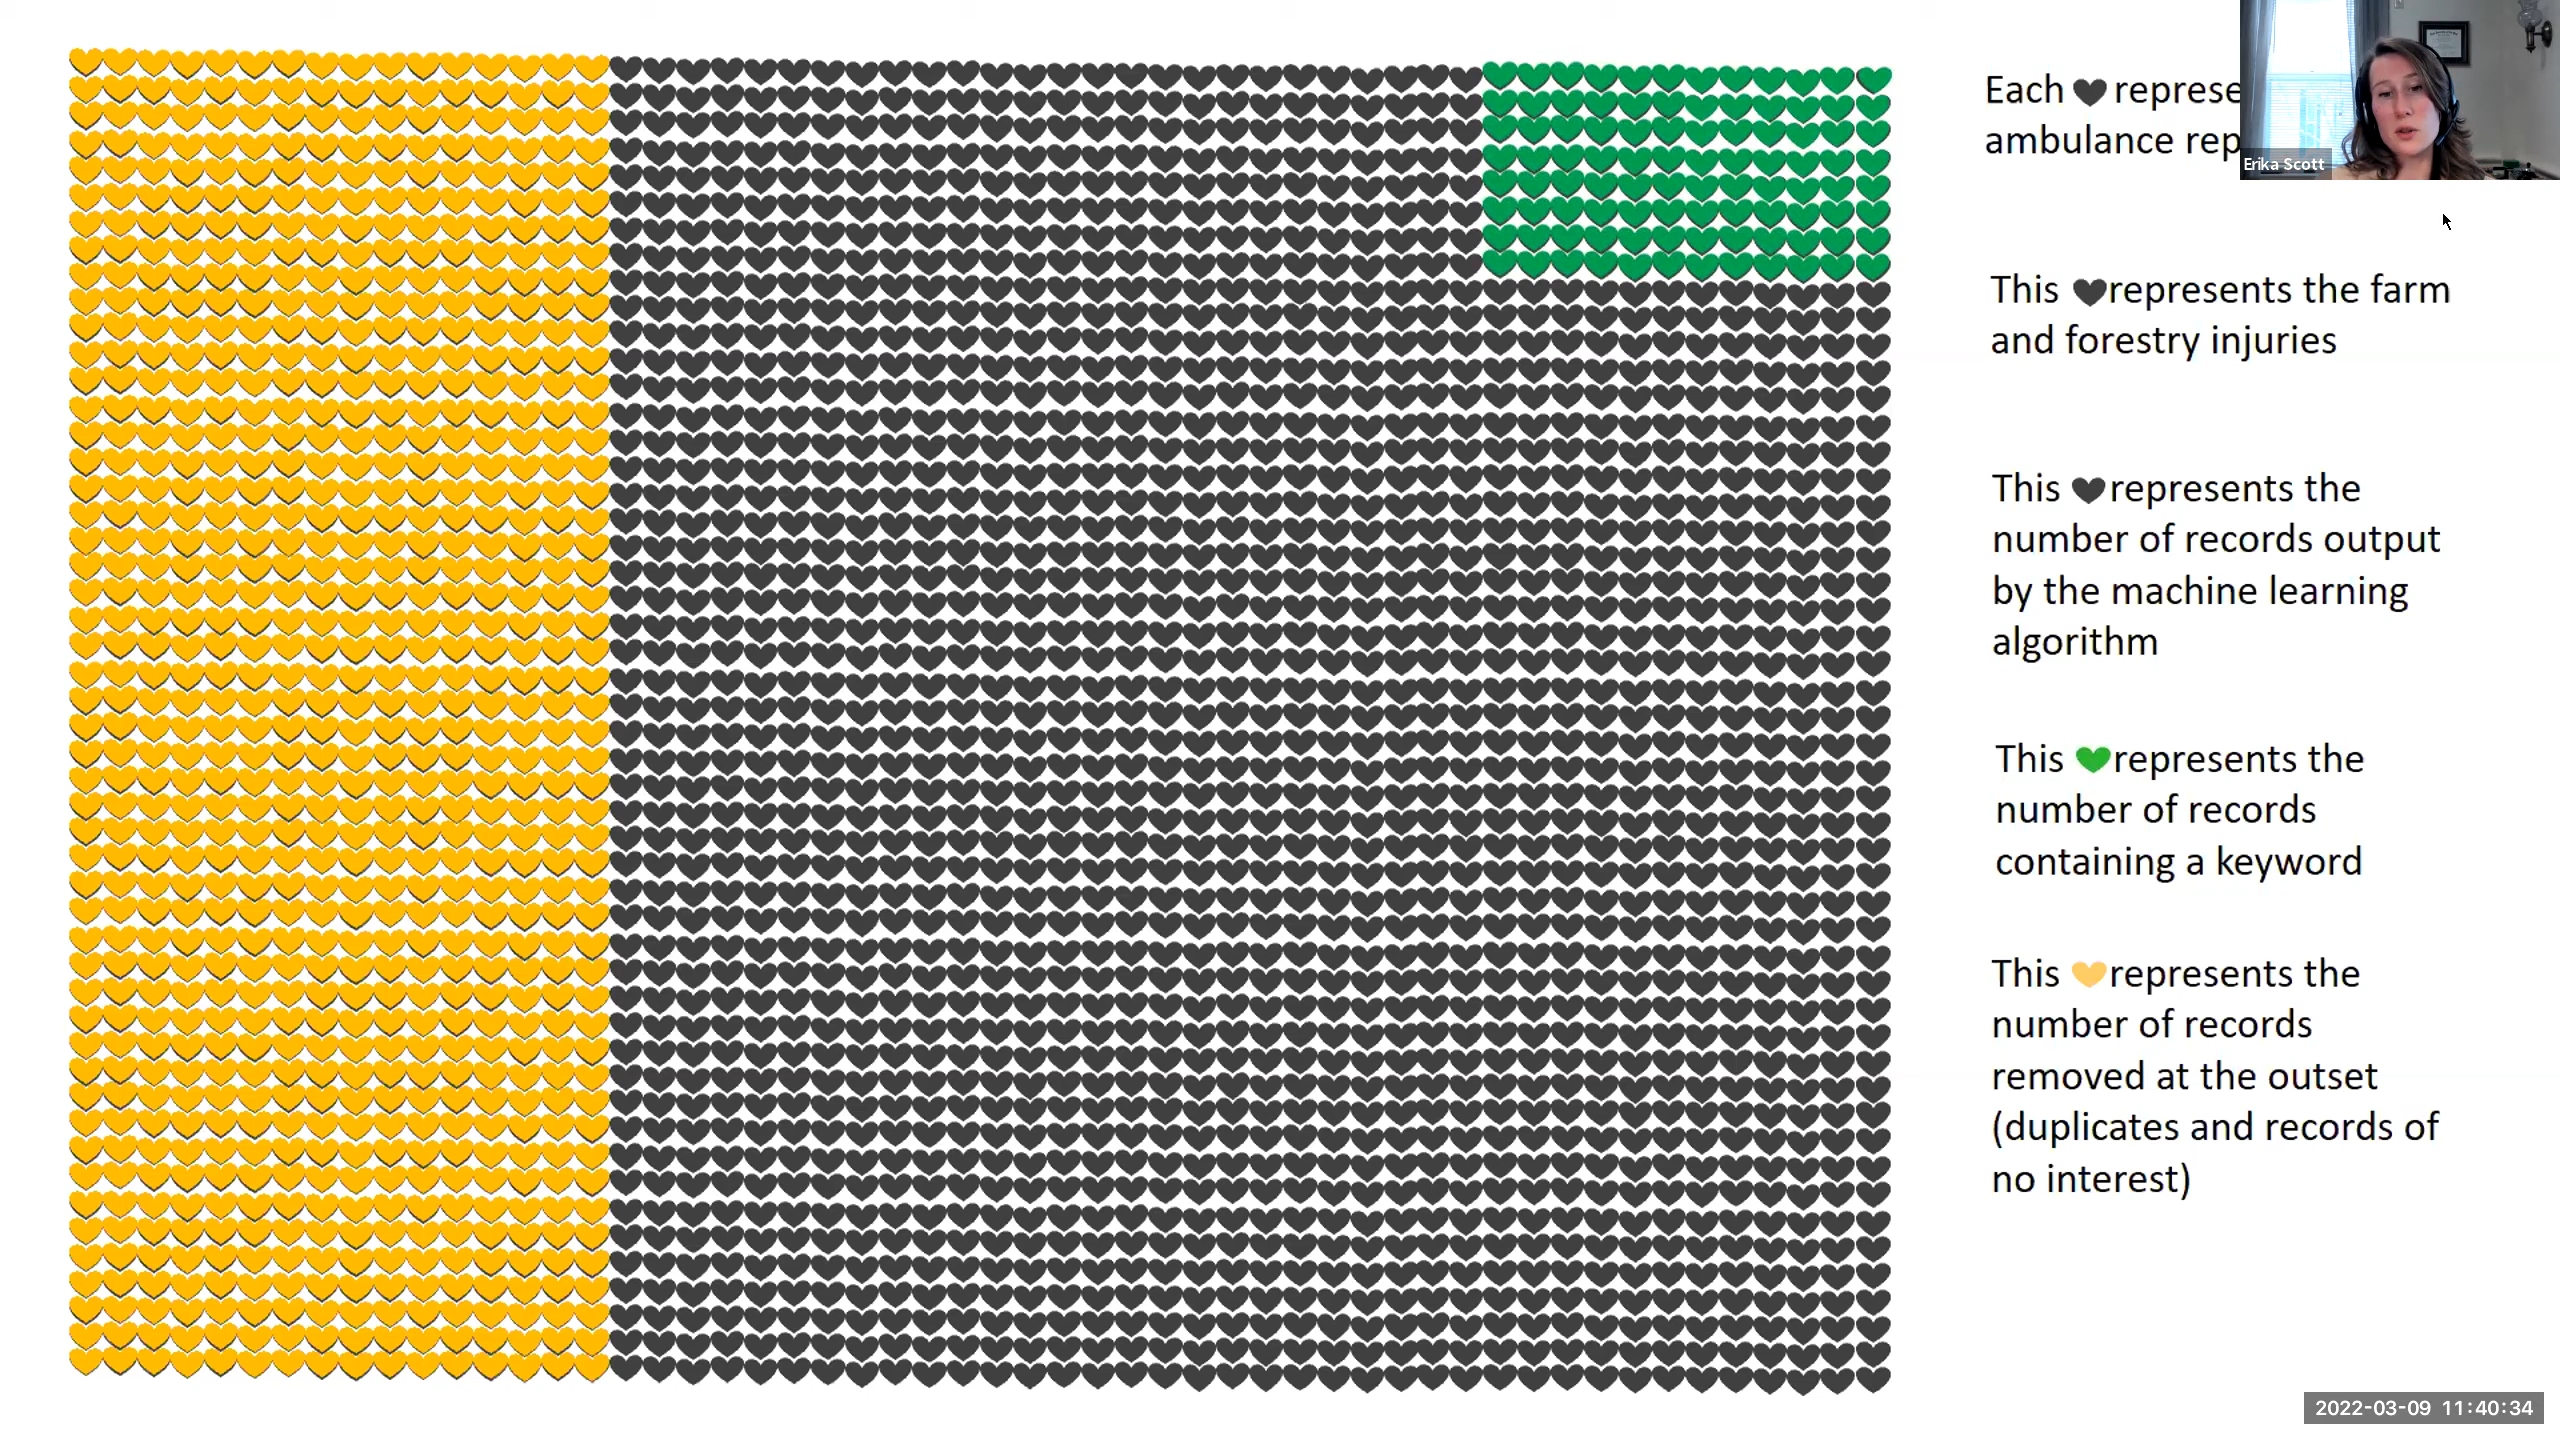 Each represe
ambulance rep
Erika Scott
This represents the farm
and forestry injuries
This represents the
number of records output
by the machine learning
algorithm
This represents the
number of records
containing a keyword
This represents the
number of records
removed at the outset
(duplicates and records of
no interest)
2022-03-09 11:40:34